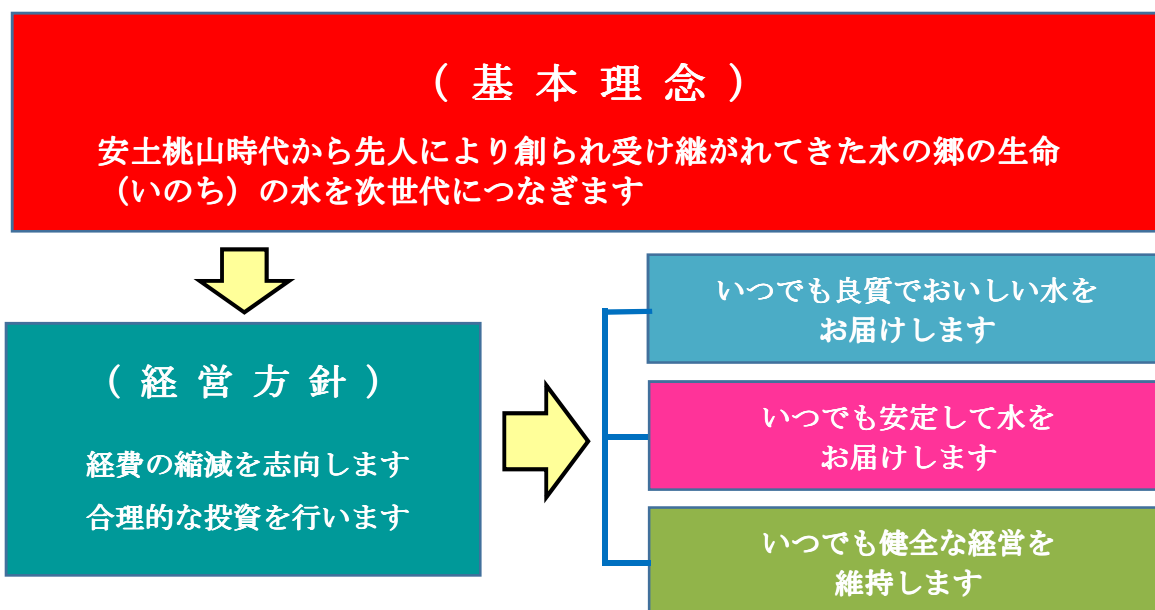 （基本理念）
安土桃山時代から先人により創られ受け継がれてきた水の郷の生命
（いのち）の水を次世代につなぎます
（経営方針）
経費の縮減を志向します
合理的な投資を行います
いつでも良質でおいしい水を
お届けします
いつでも安定して水を
お届けします
いつでも健全な経営を
維持します